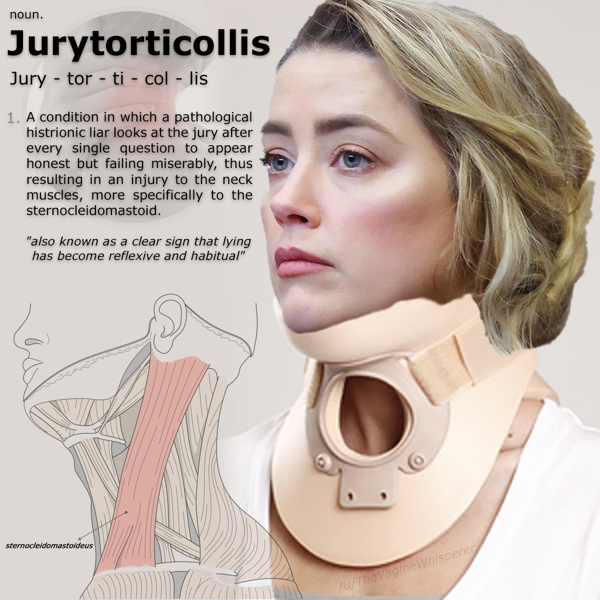 noun.
Jurytorticollis
Jury - tor - ti - col - lis
1. A condition in which a pathological
histrionic liar looks at the jury after
every single question to appear
honest but failing miserably, thus
resulting in an injury to the neck
muscles, more specifically to the
sternocleidomastoid.
"also known as a clear sign that lying
has become reflexive and habitual"
sternocleidomastoideus
/u/TheVagineWhisperer